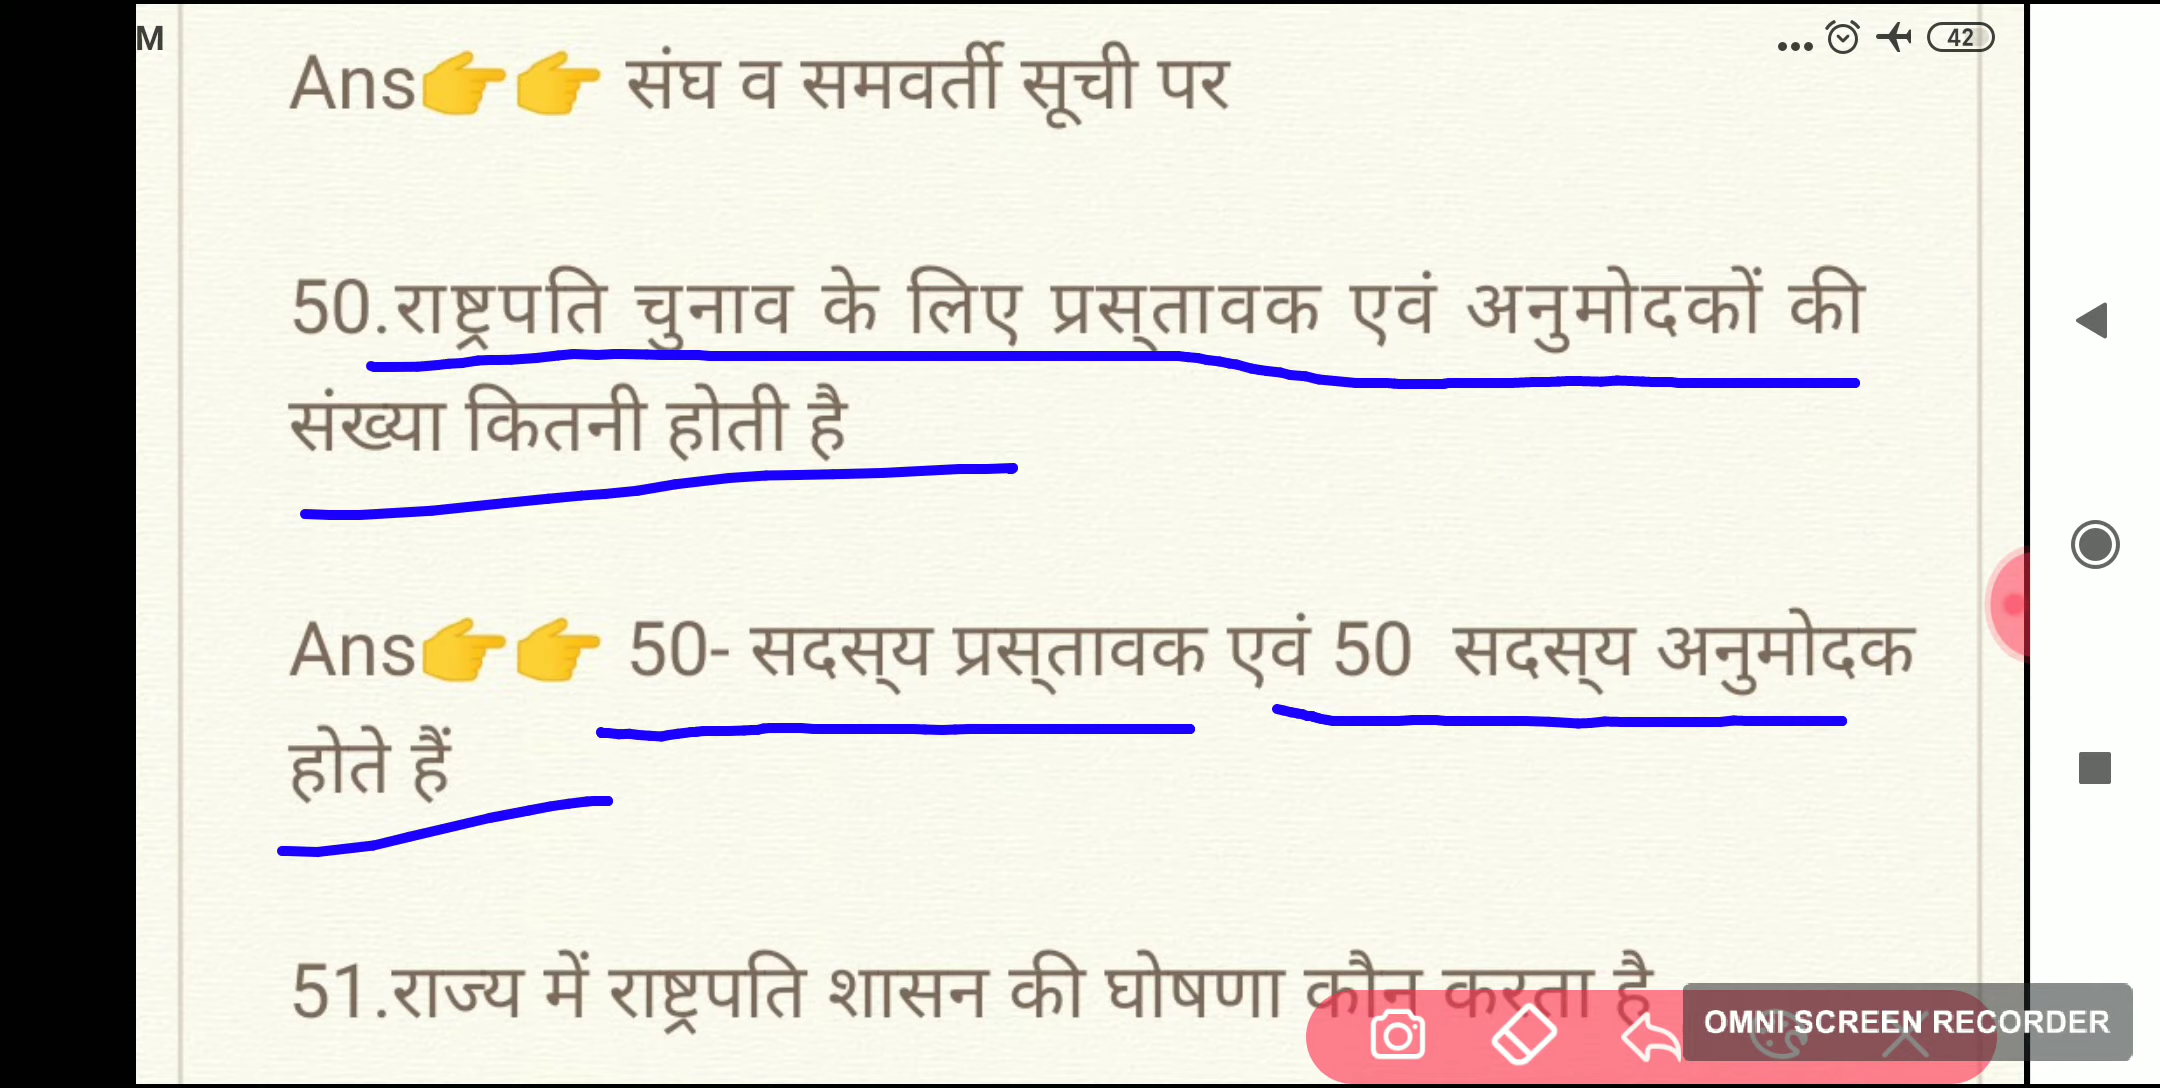 M
42
Ans👉👉 संघ व समवर्ती सूची पर
50.राष्ट्रपति चुनाव के लिए प्रस्‌तावक एवं अनुमोदकों की
संख्या कितनी होती है
Ans👉👉 50- सदस्‌य प्रस्‌तावक एवं 50 सदस्‌य अनुमोदक
होते हैं
51.राज्य में राष्ट्रपति शासन की घोषणा कौन करता है
OMNI SCREEN RECORDER